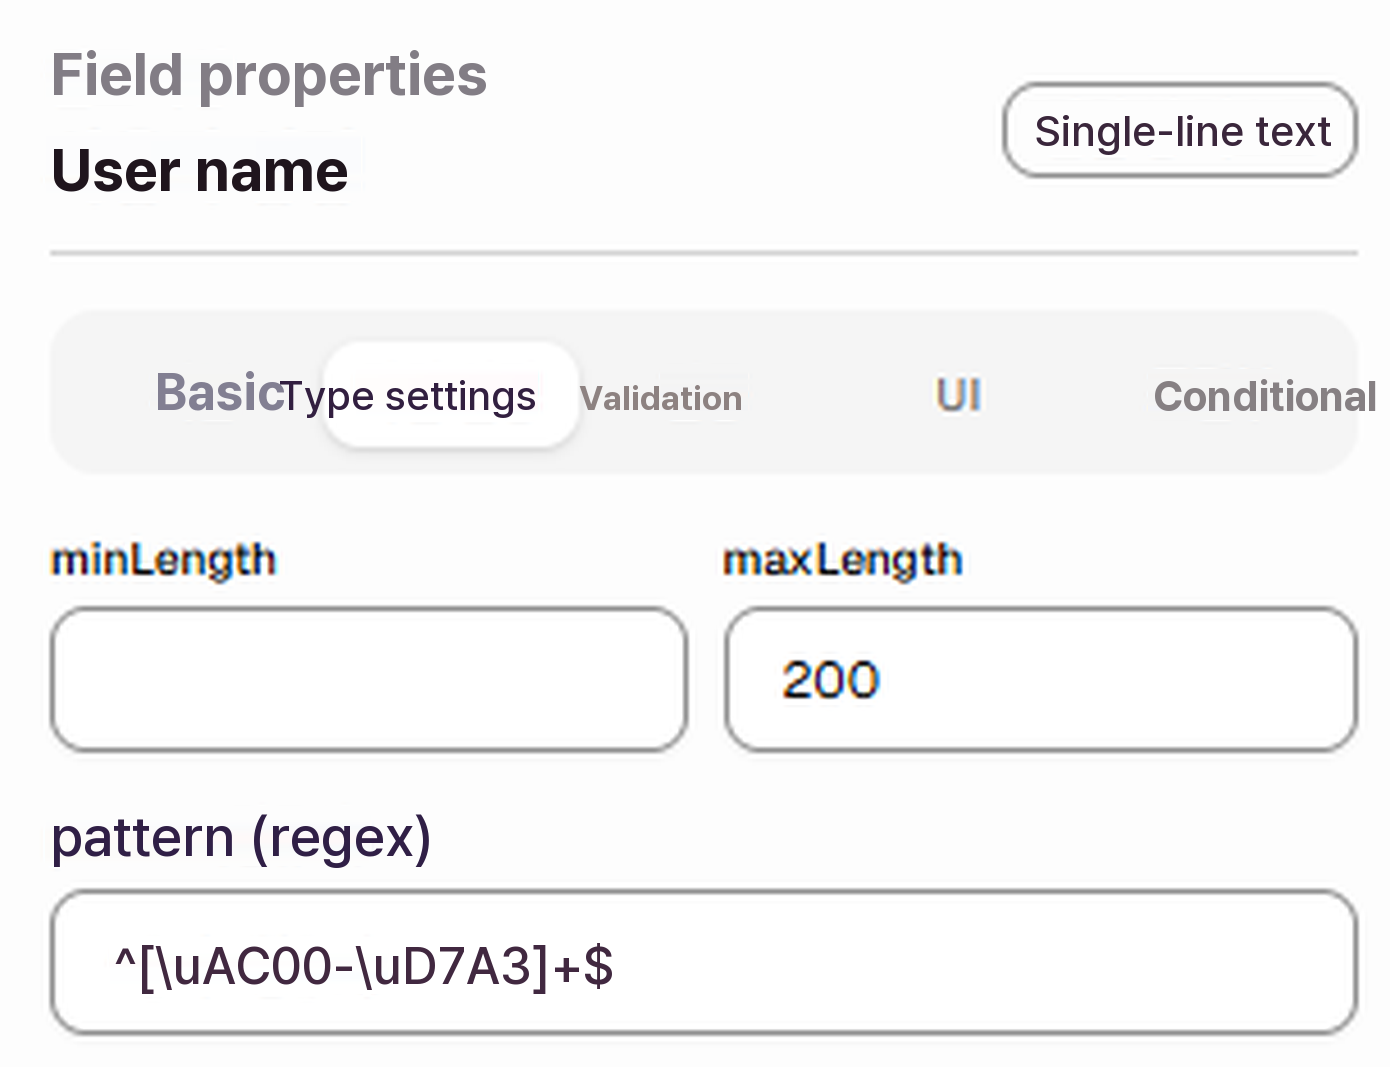 Field properties
Single-line text
User name
Basic Type settings Validation UI Conditional
minLength maxLength
200
pattern (regex)
^[\uAC00-\uD7A3]+$